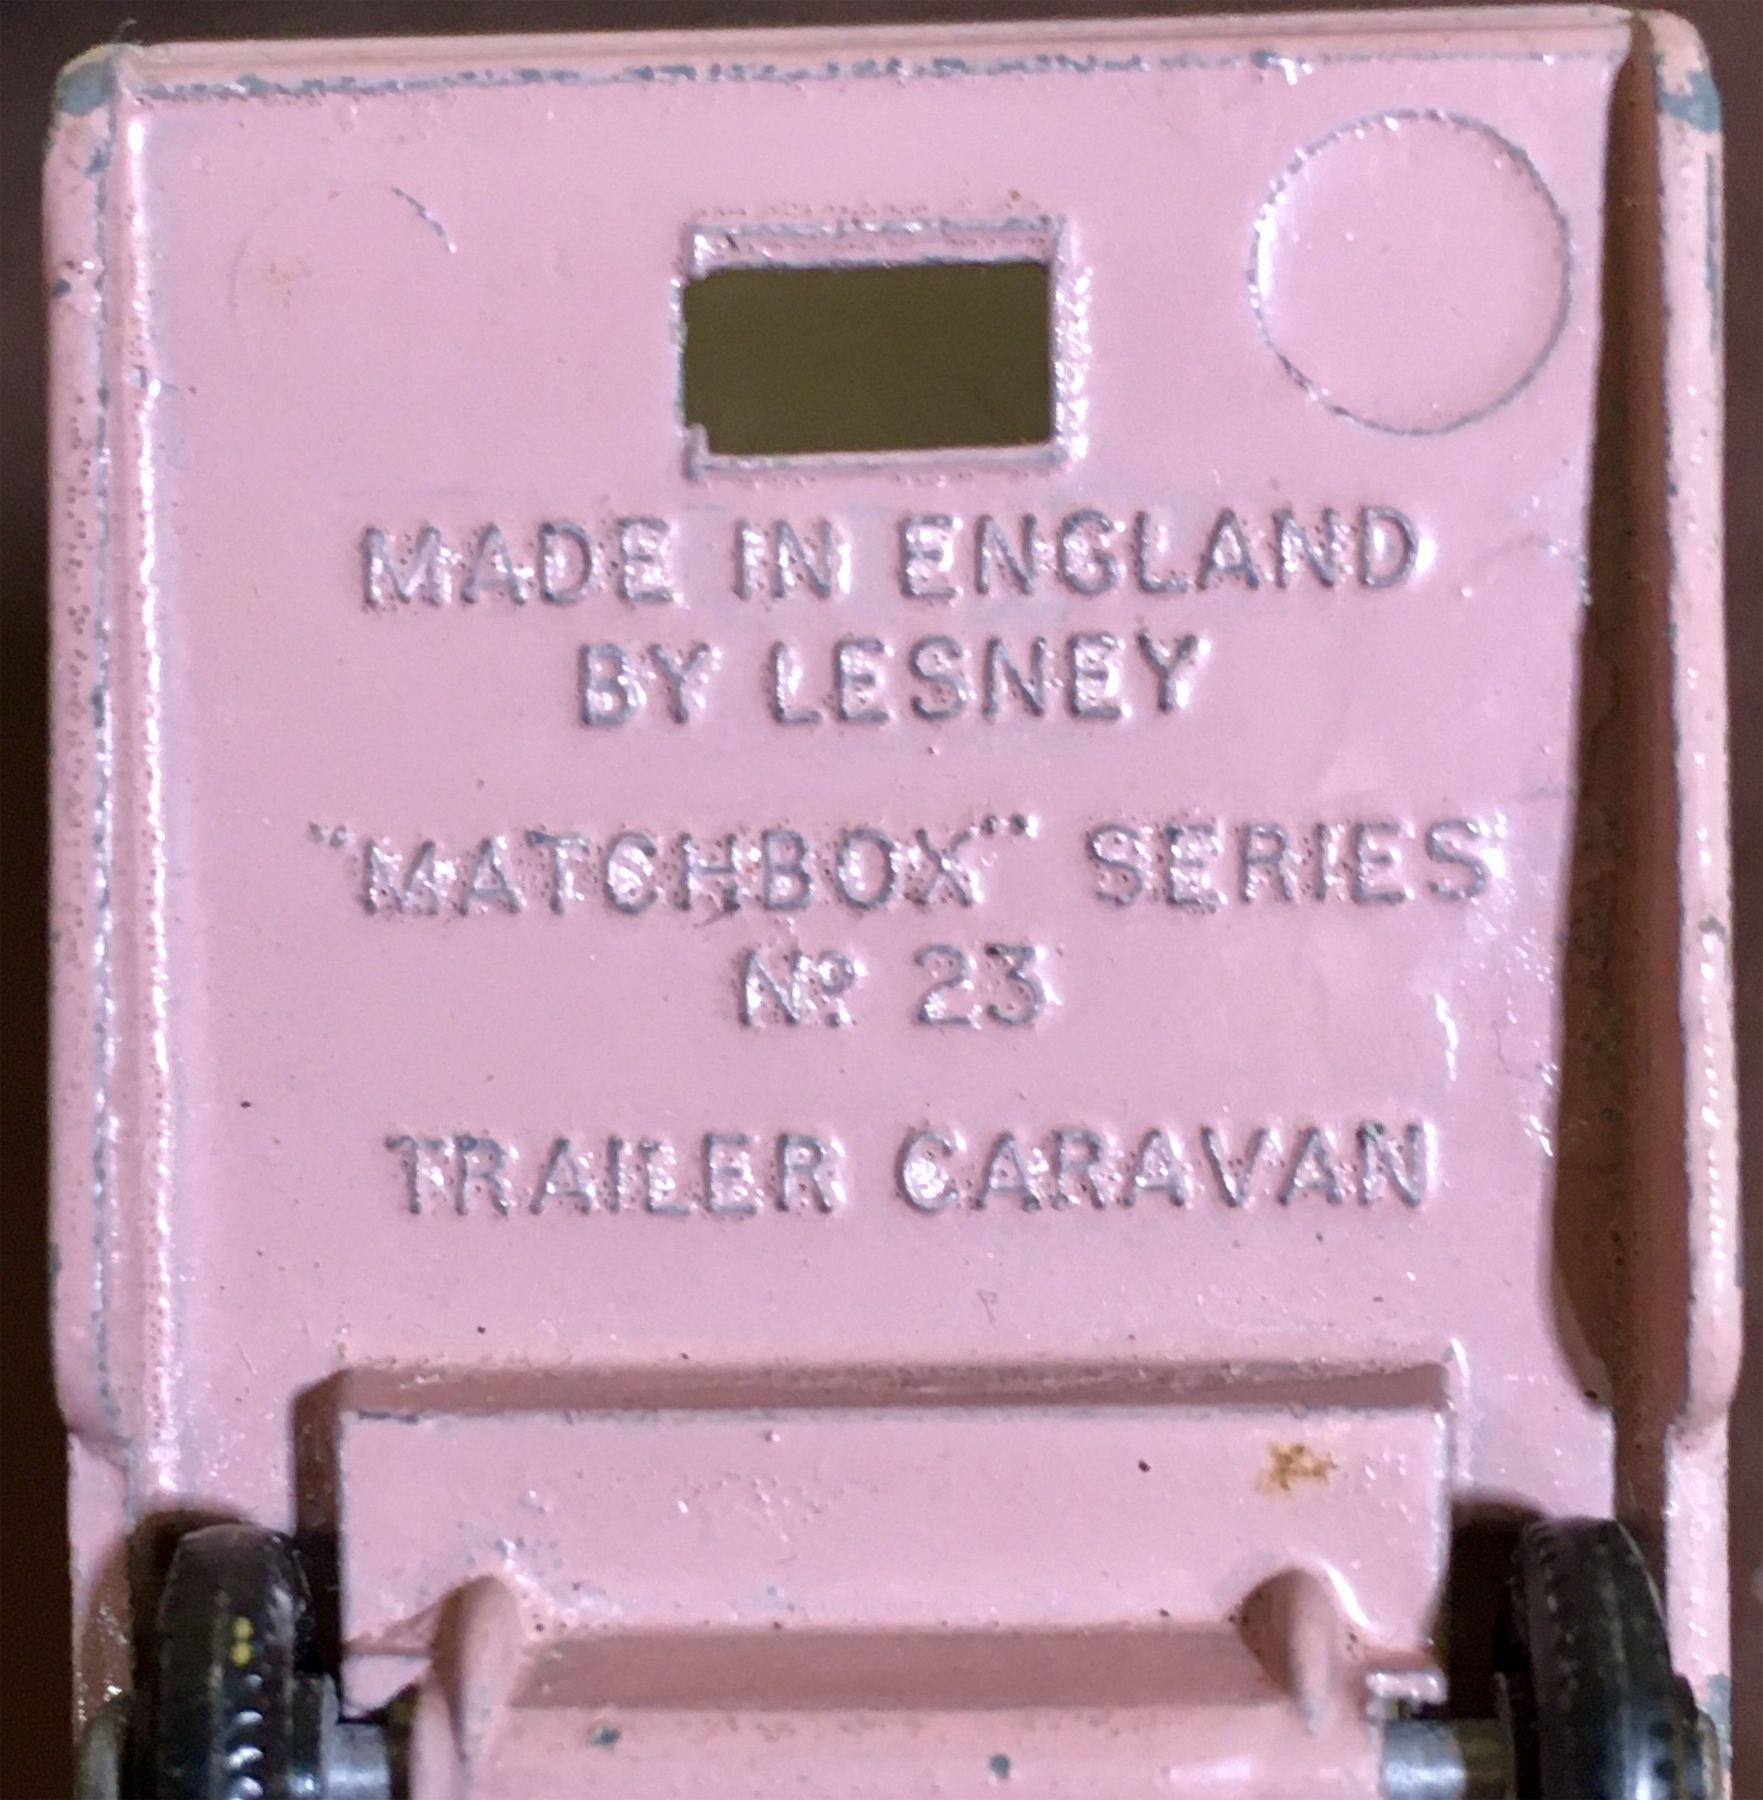 MADE IN ENGLAND
BY LESNEY
"MATCHBOX" SERIES
Nº 23
TRAILER CARAVAN